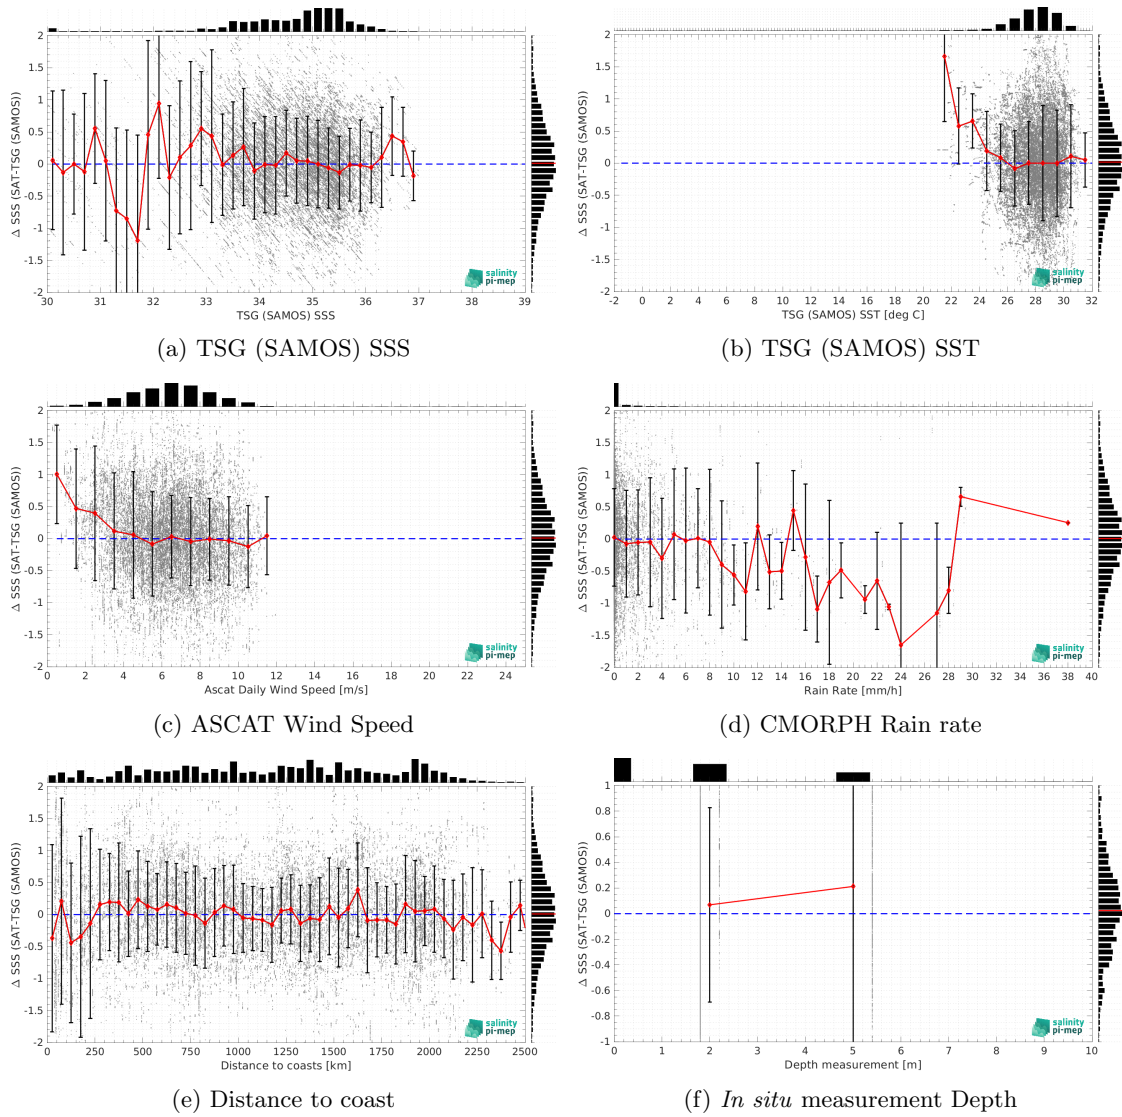 Δ SSS (SAT-TSG (SAMOS))
2
1.5
1
0.5
0
-0.5
-1
-1.5
-2
30 31 32 33 34 35 36 37 38 39
TSG (SAMOS) SSS
salinity
pi-mep
(a) TSG (SAMOS) SSS
Δ SSS (SAT-TSG (SAMOS))
2
1.5
1
0.5
0
-0.5
-1
-1.5
-2
-2 0 2 4 6 8 10 12 14 16 18 20 22 24 26 28 30 32
TSG (SAMOS) SST [deg C]
salinity
pi-mep
(b) TSG (SAMOS) SST
Δ SSS (SAT-TSG (SAMOS))
2
1.5
1
0.5
0
-0.5
-1
-1.5
-2
0 2 4 6 8 10 12 14 16 18 20 22 24
Ascat Daily Wind Speed [m/s]
salinity
pi-mep
(c) ASCAT Wind Speed
Δ SSS (SAT-TSG (SAMOS))
2
1.5
1
0.5
0
-0.5
-1
-1.5
-2
0 2 4 6 8 10 12 14 16 18 20 22 24 26 28 30 32 34 36 38 40
Rain Rate [mm/h]
salinity
pi-mep
(d) CMORPH Rain rate
Δ SSS (SAT-TSG (SAMOS))
2
1.5
1
0.5
0
-0.5
-1
-1.5
-2
0 250 500 750 1000 1250 1500 1750 2000 2250 2500
Distance to coasts [km]
salinity
pi-mep
(e) Distance to coast
Δ SSS (SAT-TSG (SAMOS))
1
0.8
0.6
0.4
0.2
0
-0.2
-0.4
-0.6
-0.8
-1
0 1 2 3 4 5 6 7 8 9 10
Depth measurement [m]
salinity
pi-mep
(f) In situ measurement Depth